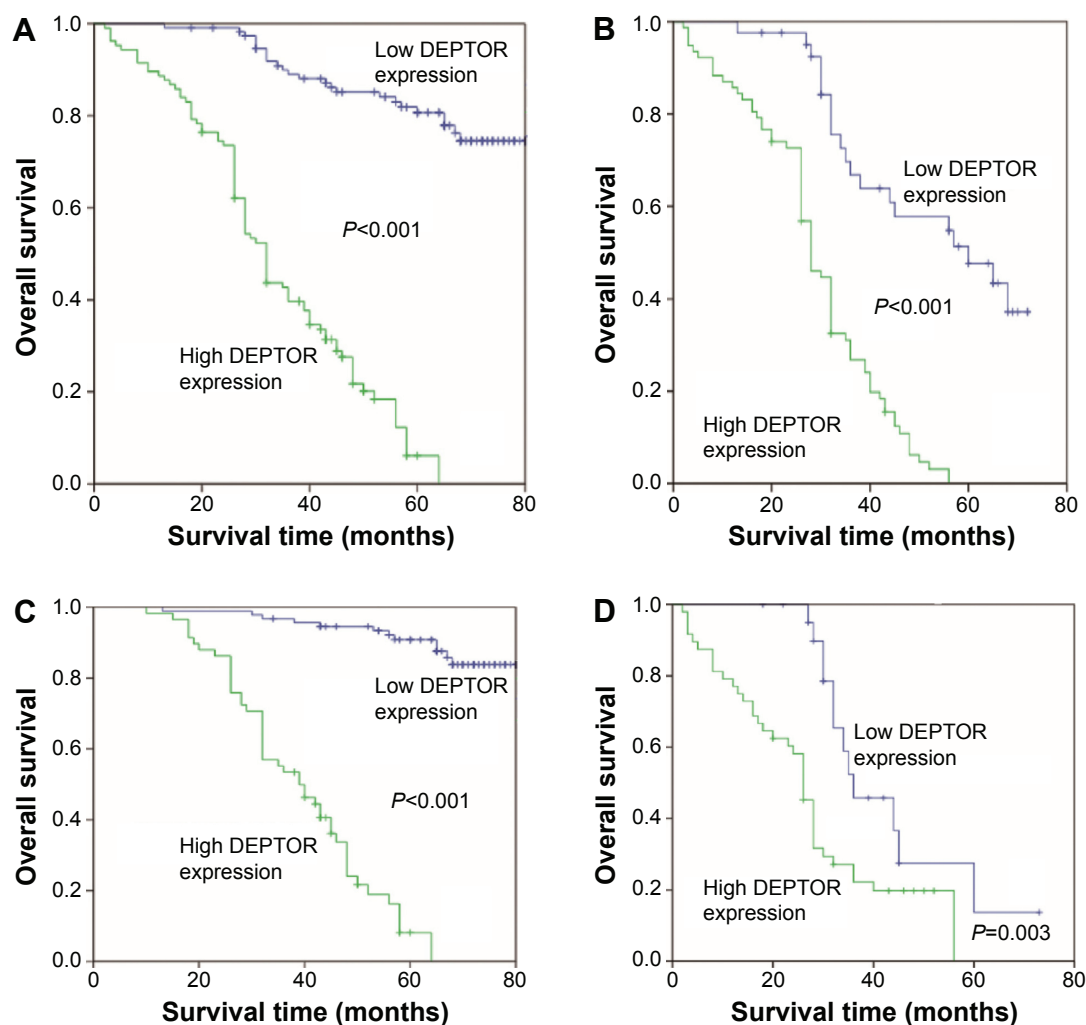 A
1.0
0.8
0.6
0.4
0.2
0.0
Overall survival
Low DEPTOR
expression
P<0.001
High DEPTOR
expression
0
20
40
60
80
Survival time (months)
B
1.0
0.8
0.6
0.4
0.2
0.0
Overall survival
Low DEPTOR
expression
P<0.001
High DEPTOR
expression
0
20
40
60
80
Survival time (months)
C
1.0
0.8
0.6
0.4
0.2
0.0
Overall survival
Low DEPTOR
expression
P<0.001
High DEPTOR
expression
0
20
40
60
80
Survival time (months)
D
1.0
0.8
0.6
0.4
0.2
0.0
Overall survival
Low DEPTOR
expression
High DEPTOR
expression
P=0.003
0
20
40
60
80
Survival time (months)